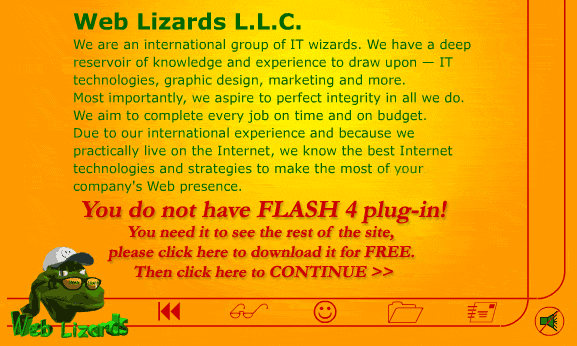 Web Lizards L.L.C.
We are an international group of IT wizards. We have a deep
reservoir of knowledge and experience to draw upon — IT
technologies, graphic design, marketing and more.
Most importantly, we aspire to perfect integrity in all we do.
We aim to complete every job on time and on budget.
Due to our international experience and because we
practically live on the Internet, we know the best Internet
technologies and strategies to make the most of your
company's Web presence.
You do not have FLASH 4 plug-in!
You need it to see the rest of the site,
please click here to download it for FREE.
Then click here to CONTINUE >>
Web Lizards